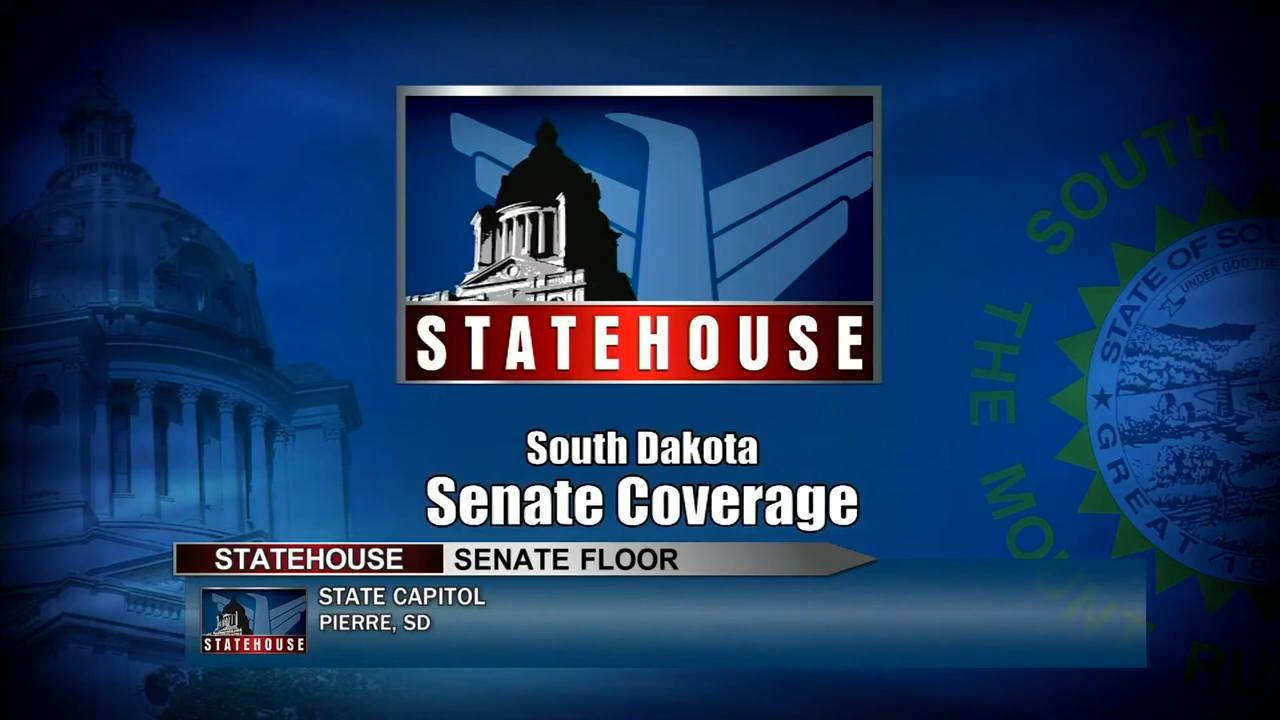 STATEHOUSE
South Dakota
Senate Coverage
STATEHOUSE SENATE FLOOR
STATE CAPITOL
PIERRE, SD
STATEHOUSE
SOUTH
THE MOUNT RU
STATE OF SOU
UNDER GOD THE
GREAT